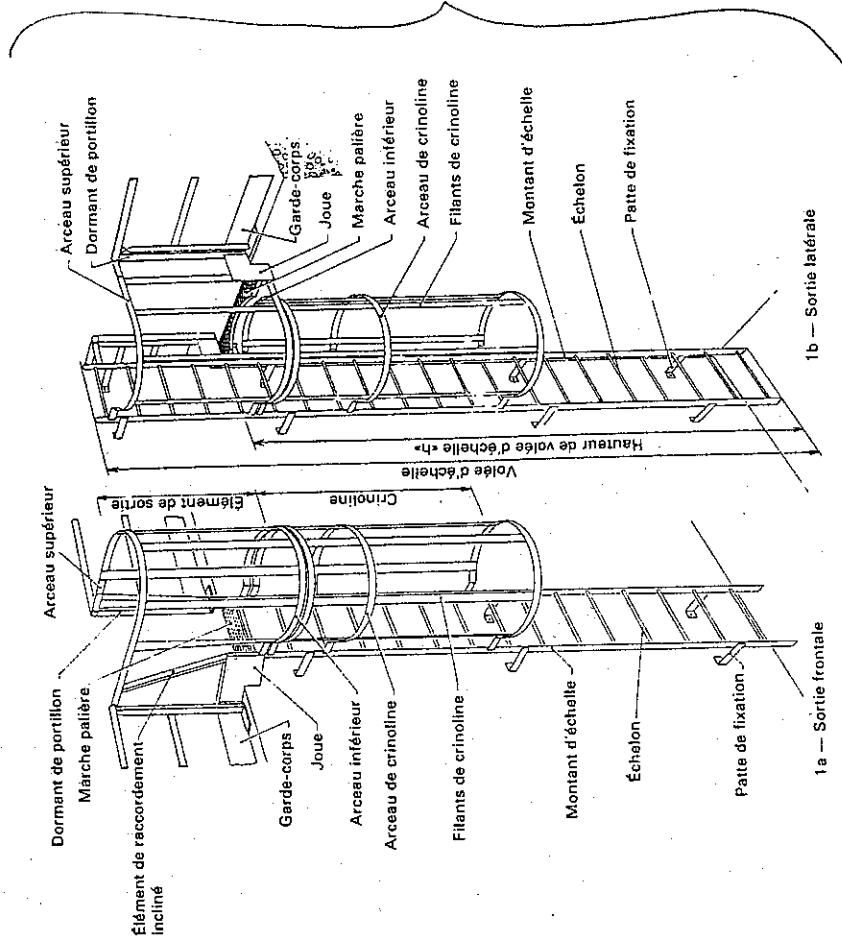 Arceau supérieur
Dormant de portillon
Garde-corps
Joue
Marche palière
Arceau inférieur
Arceau de crinoline
Filants de crinoline
Montant d'échelle
Échelon
Patte de fixation
1b — Sortie latérale
Hauteur de volée d'échelle «h»
Volée d'échelle
Élément de sortie
Crinoline
Arceau supérieur
Dormant de portillon
Marche palière
Élément de raccordement
Incliné
Garde-corps
Joue
Arceau inférieur
Arceau de crinoline
Filants de crinoline
Montant d'échelle
Échelon
Patte de fixation
1a — Sortie frontale